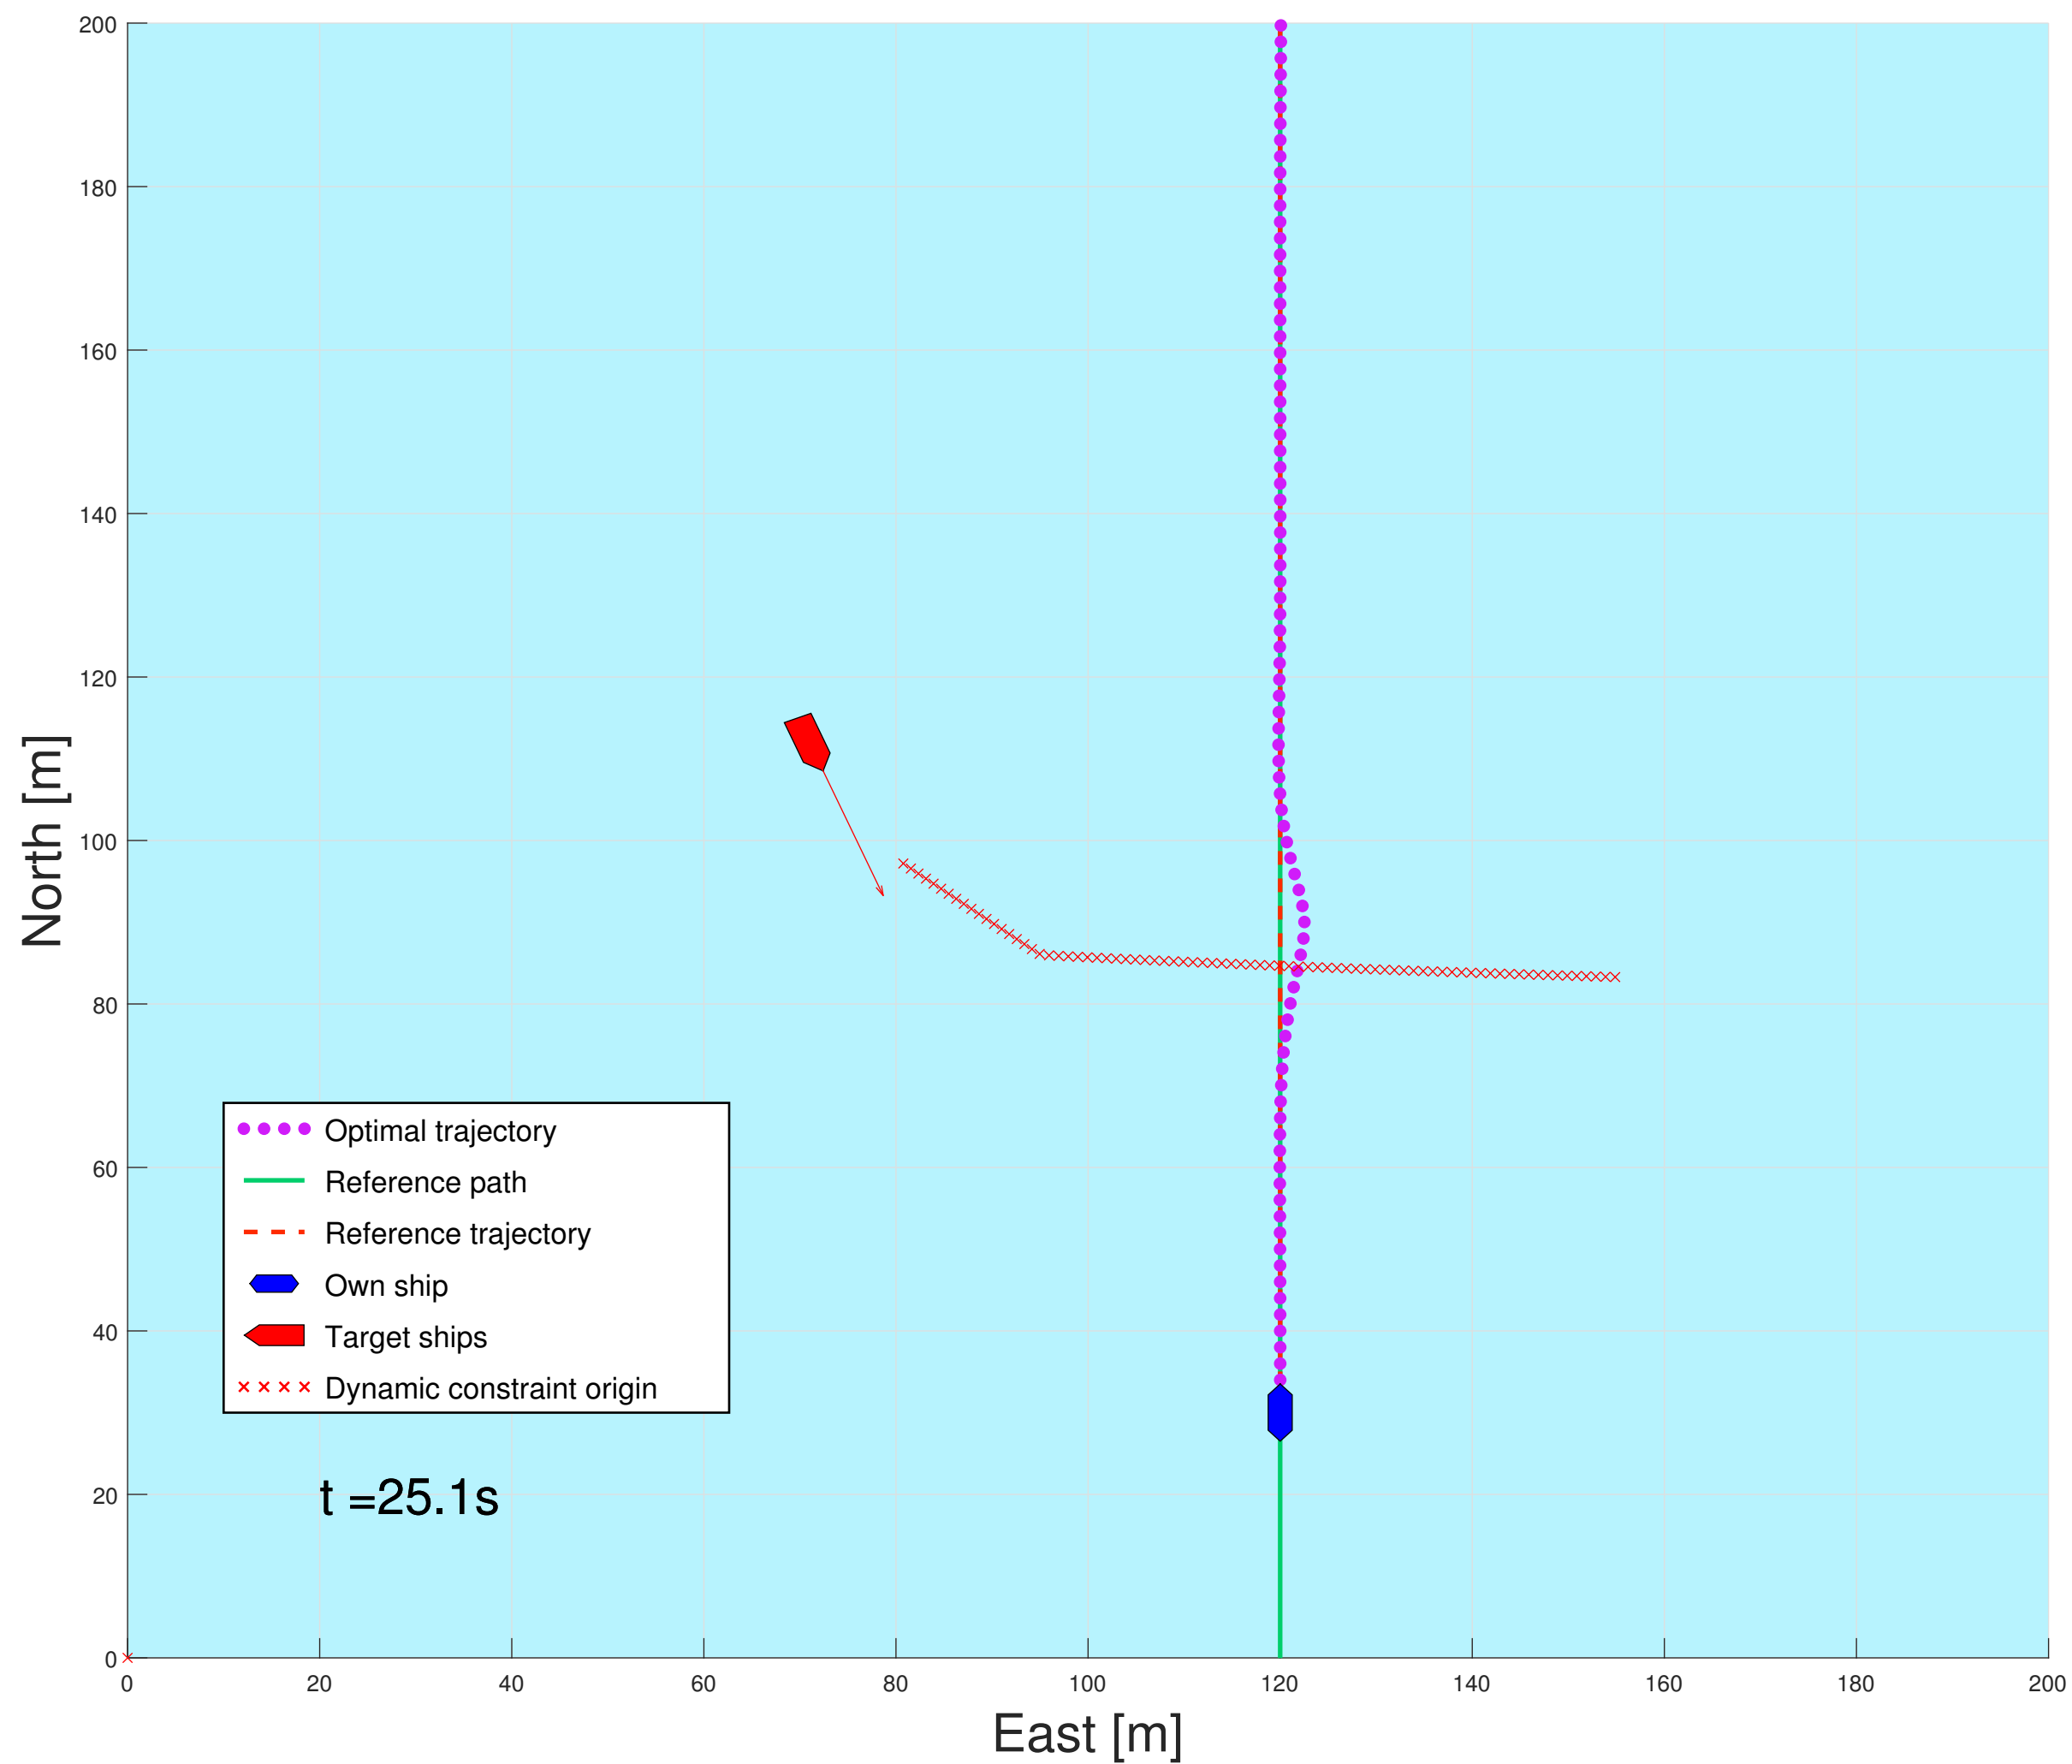 200
180
160
140
120
100
80
60
40
20
0
North [m]
Optimal trajectory
Reference path
Reference trajectory
Own ship
Target ships
Dynamic constraint origin
t =25.1s
0 20 40 60 80 100 120 140 160 180 200
East [m]